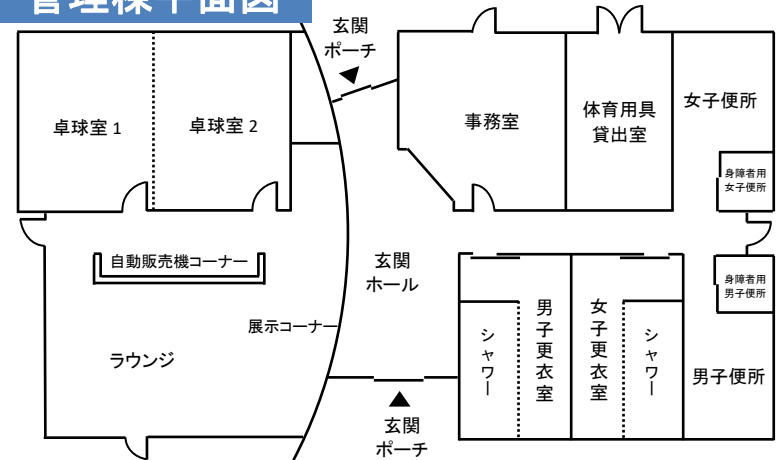 管理棟平面図
玄関
ポーチ
卓球室 1
卓球室 2
事務室
体育用具
貸出室
女子便所
身障者用
女子便所
自動販売機コーナー
玄関
ホール
身障者用
男子便所
展示コーナー
ラウンジ
シャワー
男子更衣室
女子更衣室
シャワー
男子便所
玄関
ポーチ